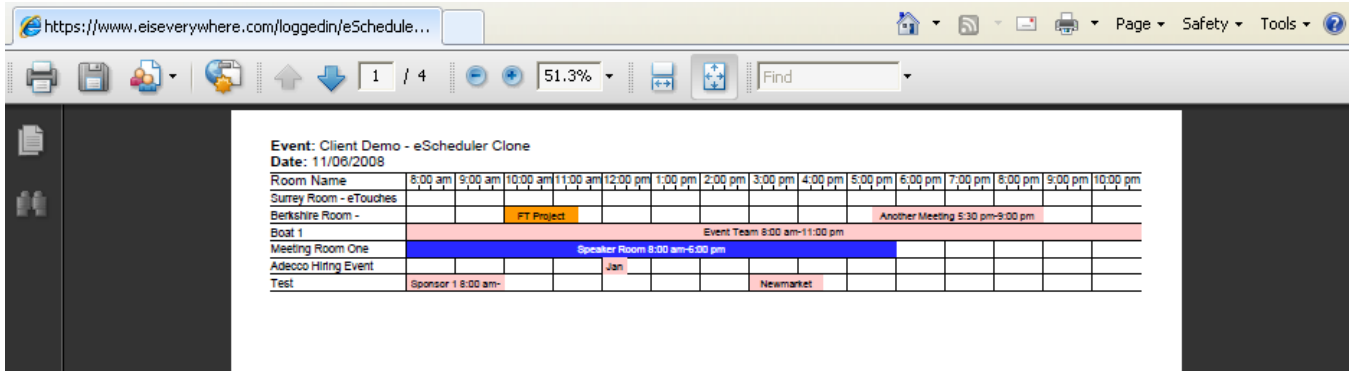 https://www.eiseverywhere.com/loggedin/eSchedule...
Page Safety Tools
1 / 4 51.3% Find
Event: Client Demo - eScheduler Clone
Date: 11/06/2008
Room Name 8:00 am 9:00 am 10:00 am 11:00 am 12:00 pm 1:00 pm 2:00 pm 3:00 pm 4:00 pm 5:00 pm 6:00 pm 7:00 pm 8:00 pm 9:00 pm 10:00 pm
Surrey Room - eTouches
Berkshire Room - FT Project Another Meeting 5:30 pm-9:00 pm
Boat 1 Event Team 8:00 am-11:00 pm
Meeting Room One Speaker Room 8:00 am-6:00 pm
Adecco Hiring Event Jan
Test Sponsor 1 8:00 am- Newmarket